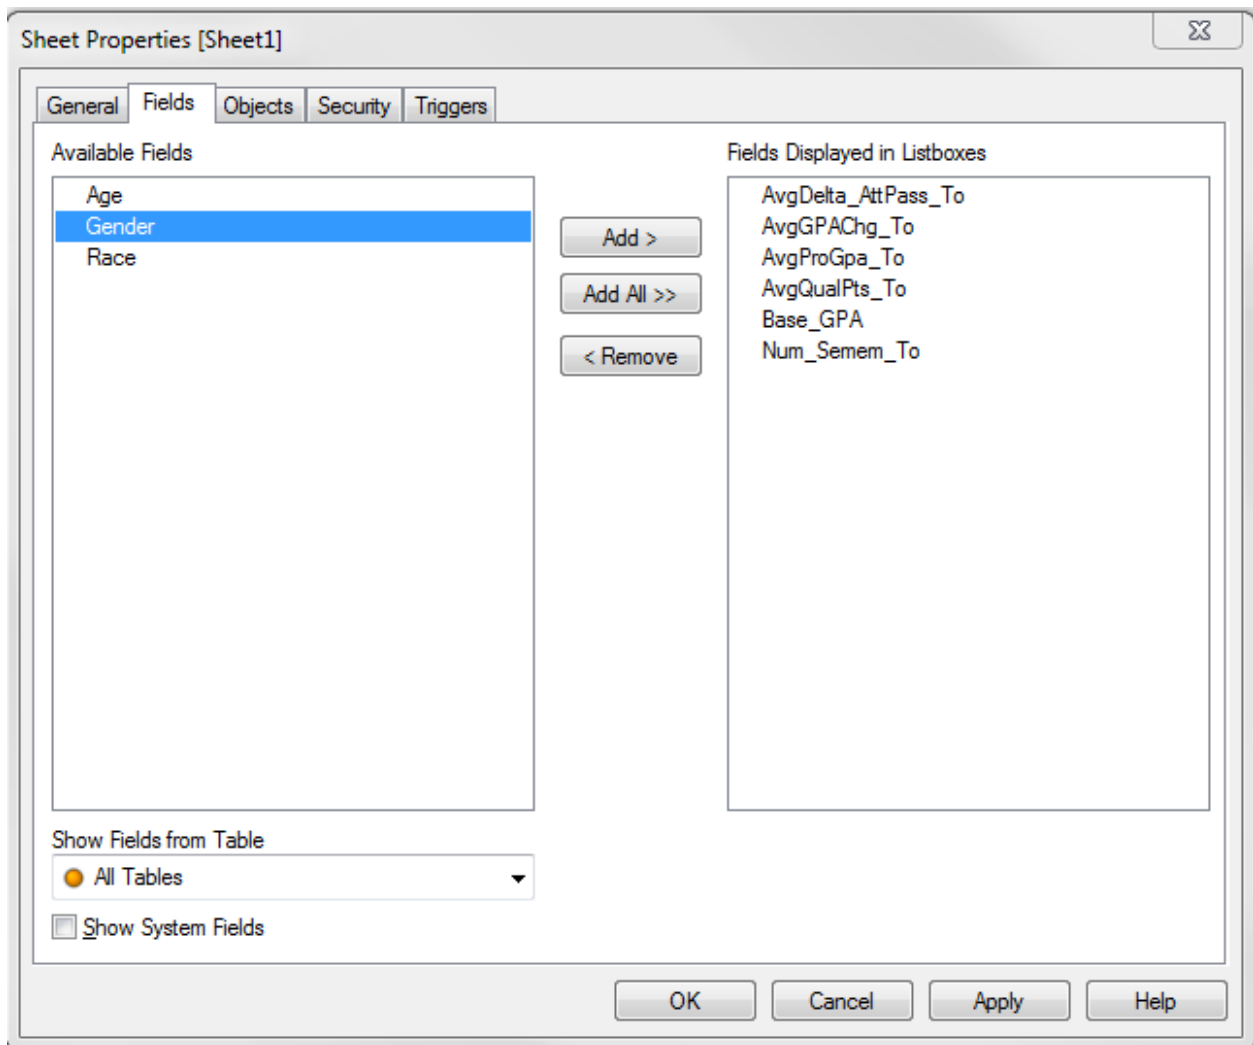 Sheet Properties [Sheet1]
General Fields Objects Security Triggers
Available Fields
Age
Gender
Race
Add >
Add All >>
< Remove
Fields Displayed in Listboxes
AvgDelta_AttPass_To
AvgGPAChg_To
AvgProGpa_To
AvgQualPts_To
Base_GPA
Num_Semem_To
Show Fields from Table
All Tables
Show System Fields
OK Cancel Apply Help